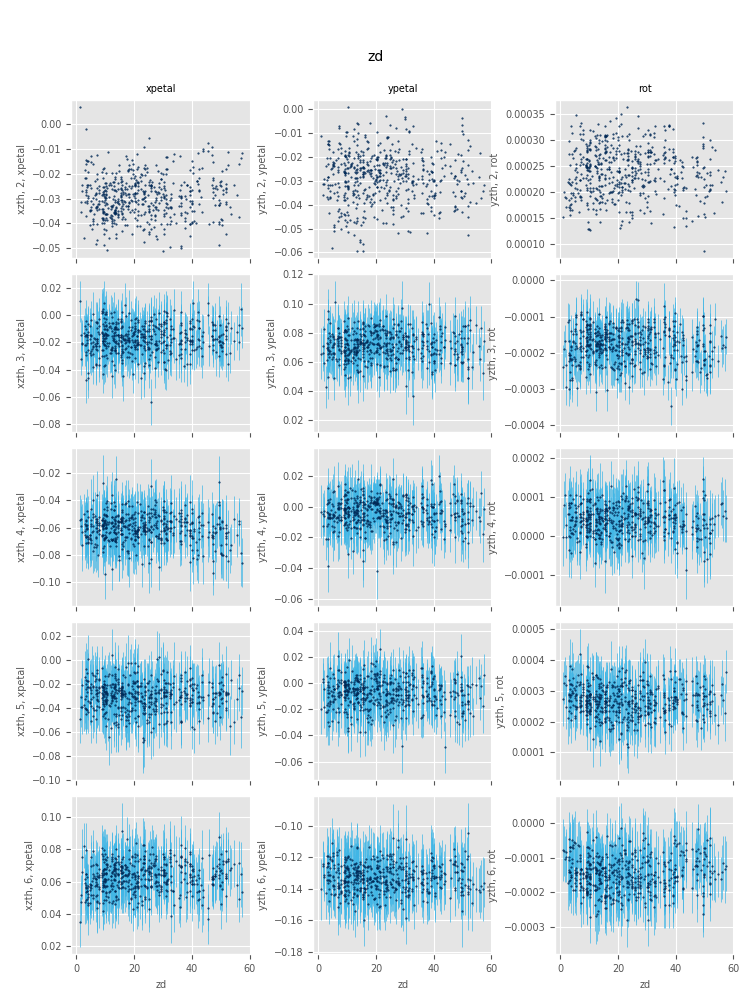 zd
xpetal ypetal rot
0.00 −0.01 −0.02 −0.03 −0.04 −0.05 xzth, 2, xpetal
0.00 −0.01 −0.02 −0.03 −0.04 −0.05 −0.06 yzth, 2, ypetal
0.00035 0.00030 0.00025 0.00020 0.00015 0.00010 yzth, 2, rot
0.02 0.00 −0.02 −0.04 −0.06 −0.08 xzth, 3, xpetal
0.12 0.10 0.08 0.06 0.04 0.02 yzth, 3, ypetal
0.0000 −0.0001 −0.0002 −0.0003 −0.0004 yzth, 3, rot
−0.02 −0.04 −0.06 −0.08 −0.10 xzth, 4, xpetal
0.02 0.00 −0.02 −0.04 −0.06 yzth, 4, ypetal
0.0002 0.0001 0.0000 −0.0001 yzth, 4, rot
0.02 0.00 −0.02 −0.04 −0.06 −0.08 −0.10 xzth, 5, xpetal
0.04 0.02 0.00 −0.02 −0.04 −0.06 yzth, 5, ypetal
0.0005 0.0004 0.0003 0.0002 0.0001 yzth, 5, rot
0.10 0.08 0.06 0.04 0.02 xzth, 6, xpetal
−0.10 −0.12 −0.14 −0.16 −0.18 yzth, 6, ypetal
0.0000 −0.0001 −0.0002 −0.0003 yzth, 6, rot
0 20 40 60 0 20 40 60 0 20 40 60
zd zd zd